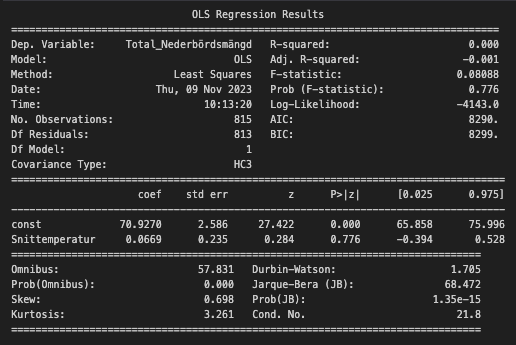 OLS Regression Results
==============================================================================
Dep. Variable: Total_Nederbördsmängd R-squared: 0.000
Model: OLS Adj. R-squared: -0.001
Method: Least Squares F-statistic: 0.08088
Date: Thu, 09 Nov 2023 Prob (F-statistic): 0.776
Time: 10:13:20 Log-Likelihood: -4143.0
No. Observations: 815 AIC: 8290.
Df Residuals: 813 BIC: 8299.
Df Model: 1
Covariance Type: HC3
==============================================================================
coef std err z P>|z| [0.025 0.975]
------------------------------------------------------------------------------
const 70.9270 2.586 27.422 0.000 65.858 75.996
Snittemperatur 0.0669 0.235 0.284 0.776 -0.394 0.528
==============================================================================
Omnibus: 57.831 Durbin-Watson: 1.705
Prob(Omnibus): 0.000 Jarque-Bera (JB): 68.472
Skew: 0.698 Prob(JB): 1.35e-15
Kurtosis: 3.261 Cond. No. 21.8
==============================================================================